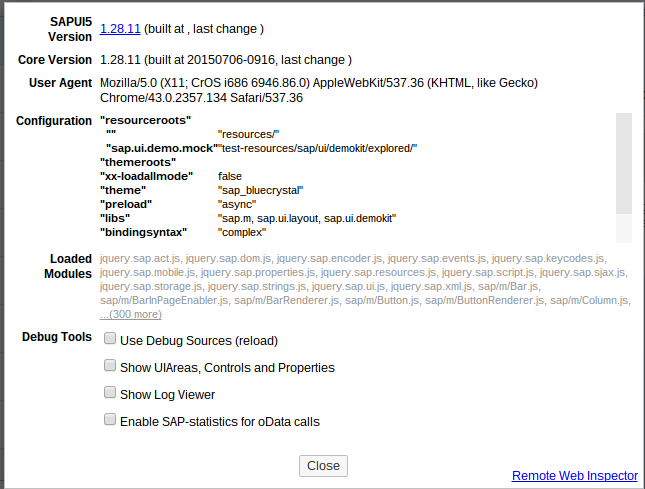 SAPUI5 Version 1.28.11 (built at , last change )
Core Version 1.28.11 (built at 20150706-0916, last change )
User Agent Mozilla/5.0 (X11; CrOS i686 6946.86.0) AppleWebKit/537.36 (KHTML, like Gecko)
Chrome/43.0.2357.134 Safari/537.36
Configuration "resourceroots"
"" "resources/"
"sap.ui.demo.mock" "test-resources/sap/ui/demokit/explored/"
"themeroots"
"xx-loadallmode" false
"theme" "sap_bluecrystal"
"preload" "async"
"libs" "sap.m, sap.ui.layout, sap.ui.demokit"
"bindingsyntax" "complex"
Loaded Modules jquery.sap.act.js, jquery.sap.dom.js, jquery.sap.encoder.js, jquery.sap.events.js, jquery.sap.keycodes.js,
jquery.sap.mobile.js, jquery.sap.properties.js, jquery.sap.resources.js, jquery.sap.script.js, jquery.sap.sjax.js,
jquery.sap.storage.js, jquery.sap.strings.js, jquery.sap.ui.js, jquery.sap.xml.js, sap/m/Bar.js,
sap/m/BarInPageEnabler.js, sap/m/BarRenderer.js, sap/m/Button.js, sap/m/ButtonRenderer.js, sap/m/Column.js,
...(300 more)
Debug Tools Use Debug Sources (reload)
Show UIAreas, Controls and Properties
Show Log Viewer
Enable SAP-statistics for oData calls
Close
Remote Web Inspector